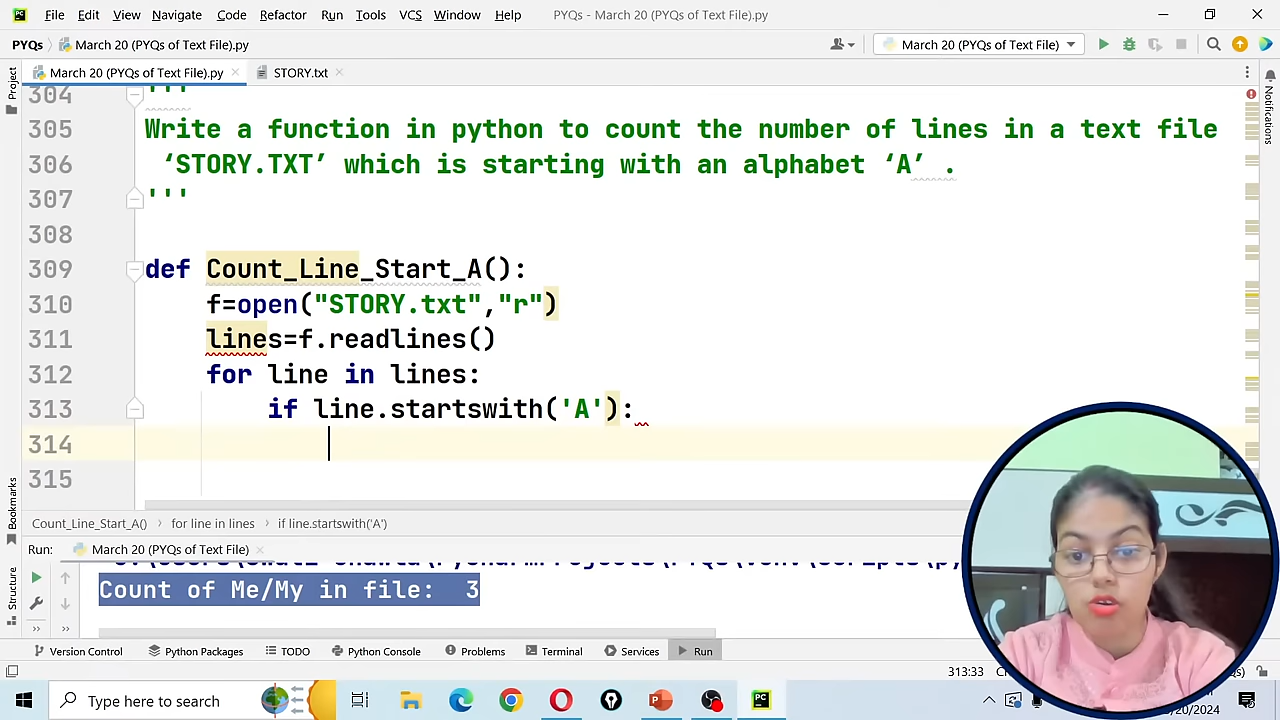 File Edit View Navigate Code Refactor Run Tools VCS Window Help PYQs - March 20 (PYQs of Text File).py
PYQs March 20 (PYQs of Text File).py March 20 (PYQs of Text File)
March 20 (PYQs of Text File).py STORY.txt
Project
Notifications
304 '''
305 Write a function in python to count the number of lines in a text file
306 ‘STORY.TXT’ which is starting with an alphabet ‘A’ .
307 '''
308
309 def Count_Line_Start_A():
310 f=open("STORY.txt","r")
311 lines=f.readlines()
312 for line in lines:
313 if line.startswith('A'):
314
315
Bookmarks
Structure
Count_Line_Start_A() › for line in lines › if line.startswith('A')
Run: March 20 (PYQs of Text File)
Count of Me/My in file: 3
Version Control Python Packages TODO Python Console Problems Terminal Services Run
313:33
Type here to search
/20/2024